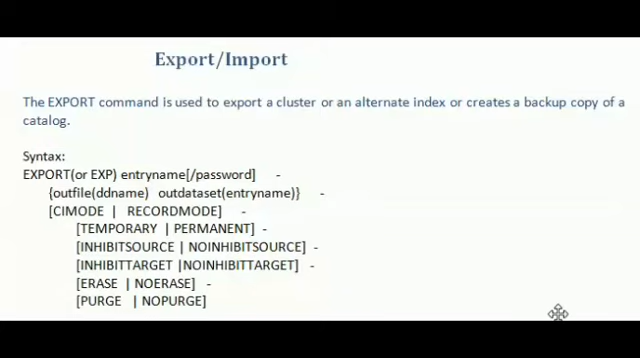 Export/Import
The EXPORT command is used to export a cluster or an alternate index or creates a backup copy of a
catalog.
Syntax:
EXPORT(or EXP) entryname[/password] -
{outfile(ddname) outdataset(entryname)} -
[CIMODE | RECORDMODE] -
[TEMPORARY | PERMANENT] -
[INHIBITSOURCE | NOINHIBITSOURCE] -
[INHIBITTARGET |NOINHIBITTARGET] -
[ERASE | NOERASE] -
[PURGE | NOPURGE]